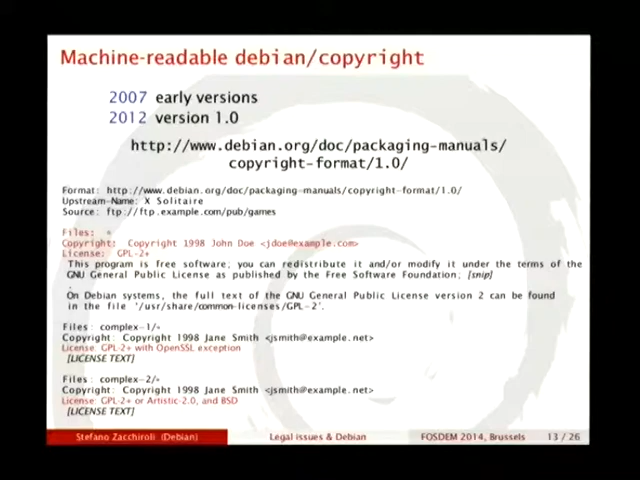 Machine-readable debian/copyright
2007 early versions
2012 version 1.0
http://www.debian.org/doc/packaging-manuals/
copyright-format/1.0/
Format: http://www.debian.org/doc/packaging-manuals/copyright-format/1.0/
Upstream-Name: X Solitaire
Source: ftp://ftp.example.com/pub/games
Files: *
Copyright: Copyright 1998 John Doe <jdoe@example.com>
License: GPL-2+
This program is free software; you can redistribute it and/or modify it under the terms of the
GNU General Public License as published by the Free Software Foundation; [snip]
.
On Debian systems, the full text of the GNU General Public License version 2 can be found
in the file '/usr/share/common-licenses/GPL-2'.
Files: complex-1/*
Copyright: Copyright 1998 Jane Smith <jsmith@example.net>
License: GPL-2+ with OpenSSL exception
[LICENSE TEXT]
Files: complex-2/*
Copyright: Copyright 1998 Jane Smith <jsmith@example.net>
License: GPL-2+ or Artistic-2.0, and BSD
[LICENSE TEXT]
Stefano Zacchiroli (Debian) Legal issues & Debian FOSDEM 2014, Brussels 13 / 26